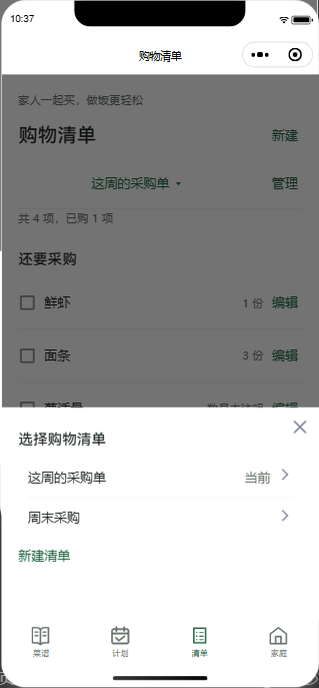 10:37
购物清单
家人一起买，做饭更轻松
购物清单 新建
这周的采购单 管理
共 4 项，已购 1 项
还要采购
鲜虾 1 份 编辑
面条 3 份 编辑
编辑
选择购物清单
这周的采购单 当前
周末采购
新建清单
菜谱 计划 清单 家庭